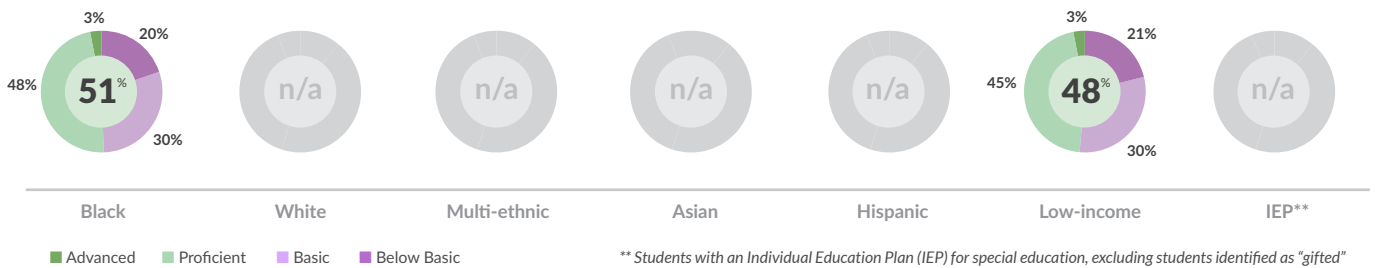 3%
20%
48%
51%
30%
n/a
n/a
n/a
n/a
3%
21%
45%
48%
30%
n/a
Black White Multi-ethnic Asian Hispanic Low-income IEP**
Advanced Proficient Basic Below Basic
** Students with an Individual Education Plan (IEP) for special education, excluding students identified as “gifted”